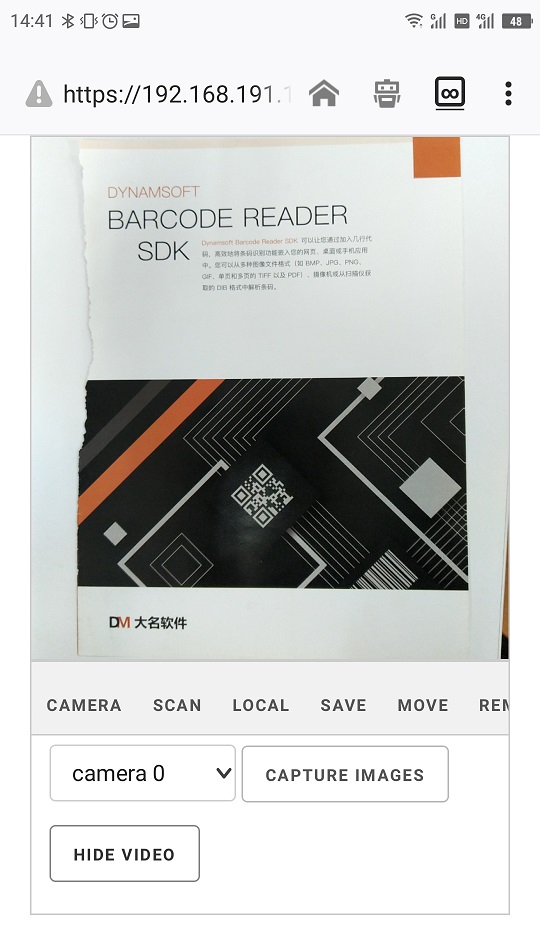 14:41
G
HD
4G
48
https://192.168.191.1
DYNAMSOFT
BARCODE READER
SDK
Dynamsoft Barcode Reader SDK 可以让您通过加入几行代
码,高效地将条码识别功能嵌入您的网页、桌面或手机应用
中。您可以从多种图像文件格式(如 BMP、JPG、PNG、
GIF、单页和多页的 TIFF 以及 PDF)、摄像机或从扫描仪获
取的 DIB 格式中解析条码。
DM 大名软件
CAMERA SCAN LOCAL SAVE MOVE REM
camera 0
CAPTURE IMAGES
HIDE VIDEO